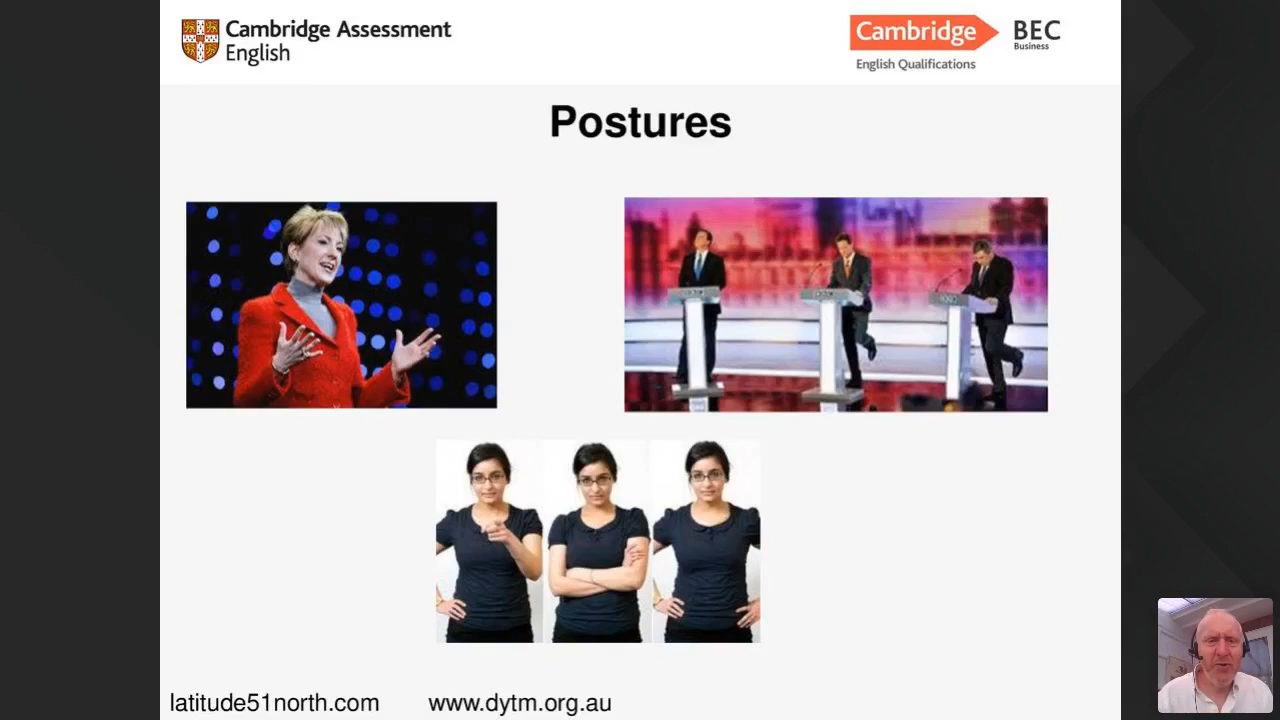 Cambridge Assessment
English
Cambridge
English Qualifications
BEC
Business
Postures
latitude51north.com
www.dytm.org.au